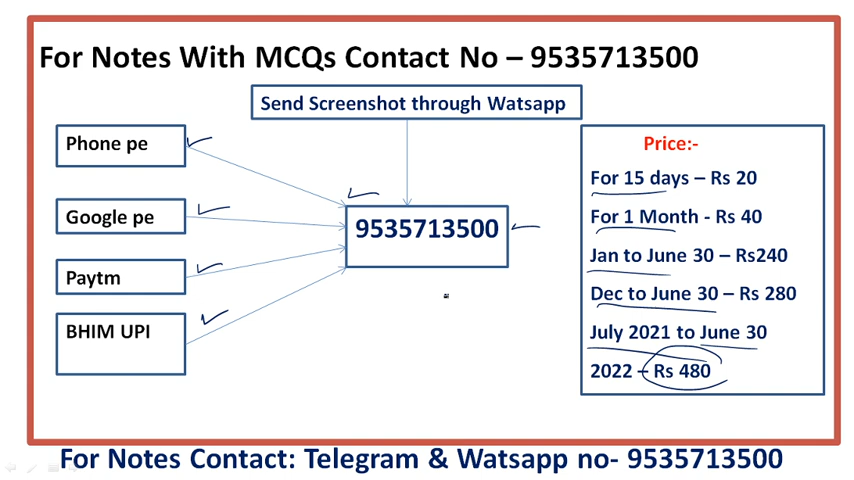 For Notes With MCQs Contact No – 9535713500
Send Screenshot through Watsapp
Phone pe
Google pe
Paytm
BHIM UPI
9535713500
Price:-
For 15 days – Rs 20
For 1 Month - Rs 40
Jan to June 30 – Rs240
Dec to June 30 – Rs 280
July 2021 to June 30
2022 – Rs 480
For Notes Contact: Telegram & Watsapp no- 9535713500